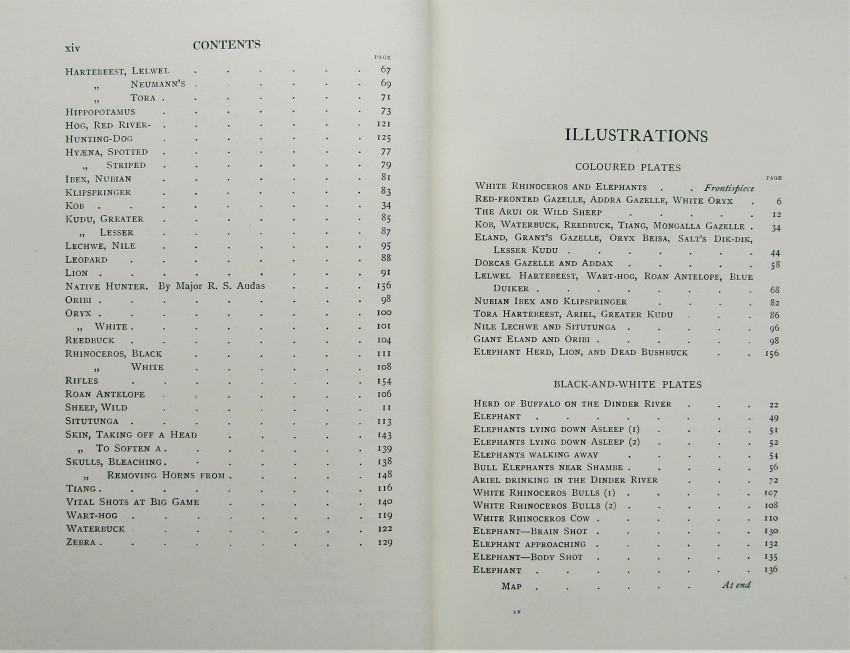 xiv CONTENTS
PAGE
HARTEBEEST, LELWEL . . . . . . 67
„ NEUMANN'S . . . . . . 69
„ TORA . . . . . . . 71
HIPPOPOTAMUS . . . . . . . 73
HOG, RED RIVER- . . . . . . . 121
HUNTING-DOG . . . . . . . 125
HYÆNA, SPOTTED . . . . . . . 77
„ STRIPED . . . . . . . 79
IBEX, NUBIAN . . . . . . . 81
KLIPSPRINGER . . . . . . . 83
KOB . . . . . . . . . 34
KUDU, GREATER . . . . . . . 85
„ LESSER . . . . . . . 87
LECHWE, NILE . . . . . . . 95
LEOPARD . . . . . . . . 88
LION . . . . . . . . . 91
NATIVE HUNTER. By Major R. S. Audas . . . 156
ORIBI . . . . . . . . . 98
ORYX . . . . . . . . . 100
„ WHITE . . . . . . . . 101
REEDBUCK . . . . . . . . 104
RHINOCEROS, BLACK . . . . . . 111
„ WHITE . . . . . . 108
RIFLES . . . . . . . . 154
ROAN ANTELOPE . . . . . . . 106
SHEEP, WILD . . . . . . . 11
SITUTUNGA . . . . . . . . 113
SKIN, TAKING OFF A HEAD . . . . . 143
„ TO SOFTEN A . . . . . . . 139
SKULLS, BLEACHING . . . . . . . 138
„ REMOVING HORNS FROM . . . . . 148
TIANG . . . . . . . . . 116
VITAL SHOTS AT BIG GAME . . . . . 140
WART-HOG . . . . . . . . 119
WATERBUCK . . . . . . . . 122
ZEBRA . . . . . . . . . 129
ILLUSTRATIONS
COLOURED PLATES
PAGE
WHITE RHINOCEROS AND ELEPHANTS . . Frontispiece
RED-FRONTED GAZELLE, ADDRA GAZELLE, WHITE ORYX . 6
THE ARUI OR WILD SHEEP . . . . . 12
KOB, WATERBUCK, REEDBUCK, TIANG, MONGALLA GAZELLE . 34
ELAND, GRANT'S GAZELLE, ORYX BEISA, SALT'S DIK-DIK,
LESSER KUDU . . . . . . . 44
DORCAS GAZELLE AND ADDAX . . . . . 58
LELWEL HARTEBEEST, WART-HOG, ROAN ANTELOPE, BLUE
DUIKER . . . . . . . . 68
NUBIAN IBEX AND KLIPSPRINGER . . . . . 82
TORA HARTEBEEST, ARIEL, GREATER KUDU . . . 86
NILE LECHWE AND SITUTUNGA . . . . . 96
GIANT ELAND AND ORIBI . . . . . . 98
ELEPHANT HERD, LION, AND DEAD BUSHBUCK . . 156
BLACK-AND-WHITE PLATES
HERD OF BUFFALO ON THE DINDER RIVER . . . 22
ELEPHANT . . . . . . . . 49
ELEPHANTS LYING DOWN ASLEEP (1) . . . . 51
ELEPHANTS LYING DOWN ASLEEP (2) . . . . 52
ELEPHANTS WALKING AWAY . . . . . 54
BULL ELEPHANTS NEAR SHAMBE . . . . . 56
ARIEL DRINKING IN THE DINDER RIVER . . . 72
WHITE RHINOCEROS BULLS (1) . . . . . 107
WHITE RHINOCEROS BULLS (2) . . . . . 108
WHITE RHINOCEROS COW . . . . . . 110
ELEPHANT—BRAIN SHOT . . . . . . 130
ELEPHANT APPROACHING . . . . . . 132
ELEPHANT—BODY SHOT . . . . . . 135
ELEPHANT . . . . . . . . 136
MAP . . . . . . At end
xv